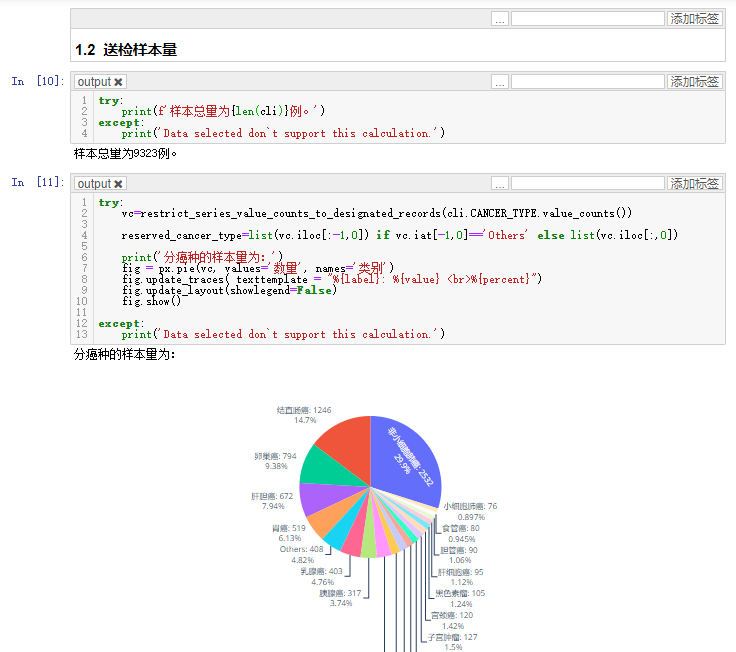 ...
添加标签
1.2 送检样本量
In [10]:
output ✖
...
添加标签
1 try:
2     print(f'样本总量为{len(cli)}例。')
3 except:
4     print('Data selected don`t support this calculation.')
样本总量为9323例。
In [11]:
output ✖
...
添加标签
1 try:
2     vc=restrict_series_value_counts_to_designated_records(cli.CANCER_TYPE.value_counts())
3
4     reserved_cancer_type=list(vc.iloc[:-1,0]) if vc.iat[-1,0]=='Others' else list(vc.iloc[:,0])
5
6     print('分癌种的样本量为:')
7     fig = px.pie(vc, values='数量', names='类别')
8     fig.update_traces( texttemplate = "%{label}: %{value} <br>%{percent}")
9     fig.update_layout(showlegend=False)
10     fig.show()
11
12 except:
13     print('Data selected don`t support this calculation.')
分癌种的样本量为:
结直肠癌: 1246
14.7%
非小细胞肺癌: 2532
29.9%
卵巢癌: 794
9.38%
肝胆癌: 672
7.94%
胃癌: 519
6.13%
Others: 408
4.82%
乳腺癌: 403
4.76%
胰腺癌: 317
3.74%
小细胞肺癌: 76
0.897%
食管癌: 80
0.945%
胆管癌: 90
1.06%
肝细胞癌: 95
1.12%
黑色素瘤: 105
1.24%
宫颈癌: 120
1.42%
子宫肿瘤: 127
1.5%